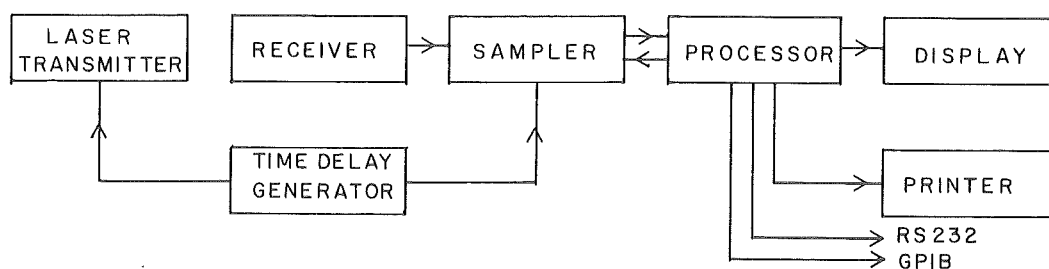 LASER
TRANSMITTER
RECEIVER
SAMPLER
PROCESSOR
DISPLAY
TIME DELAY
GENERATOR
PRINTER
RS232
GPIB